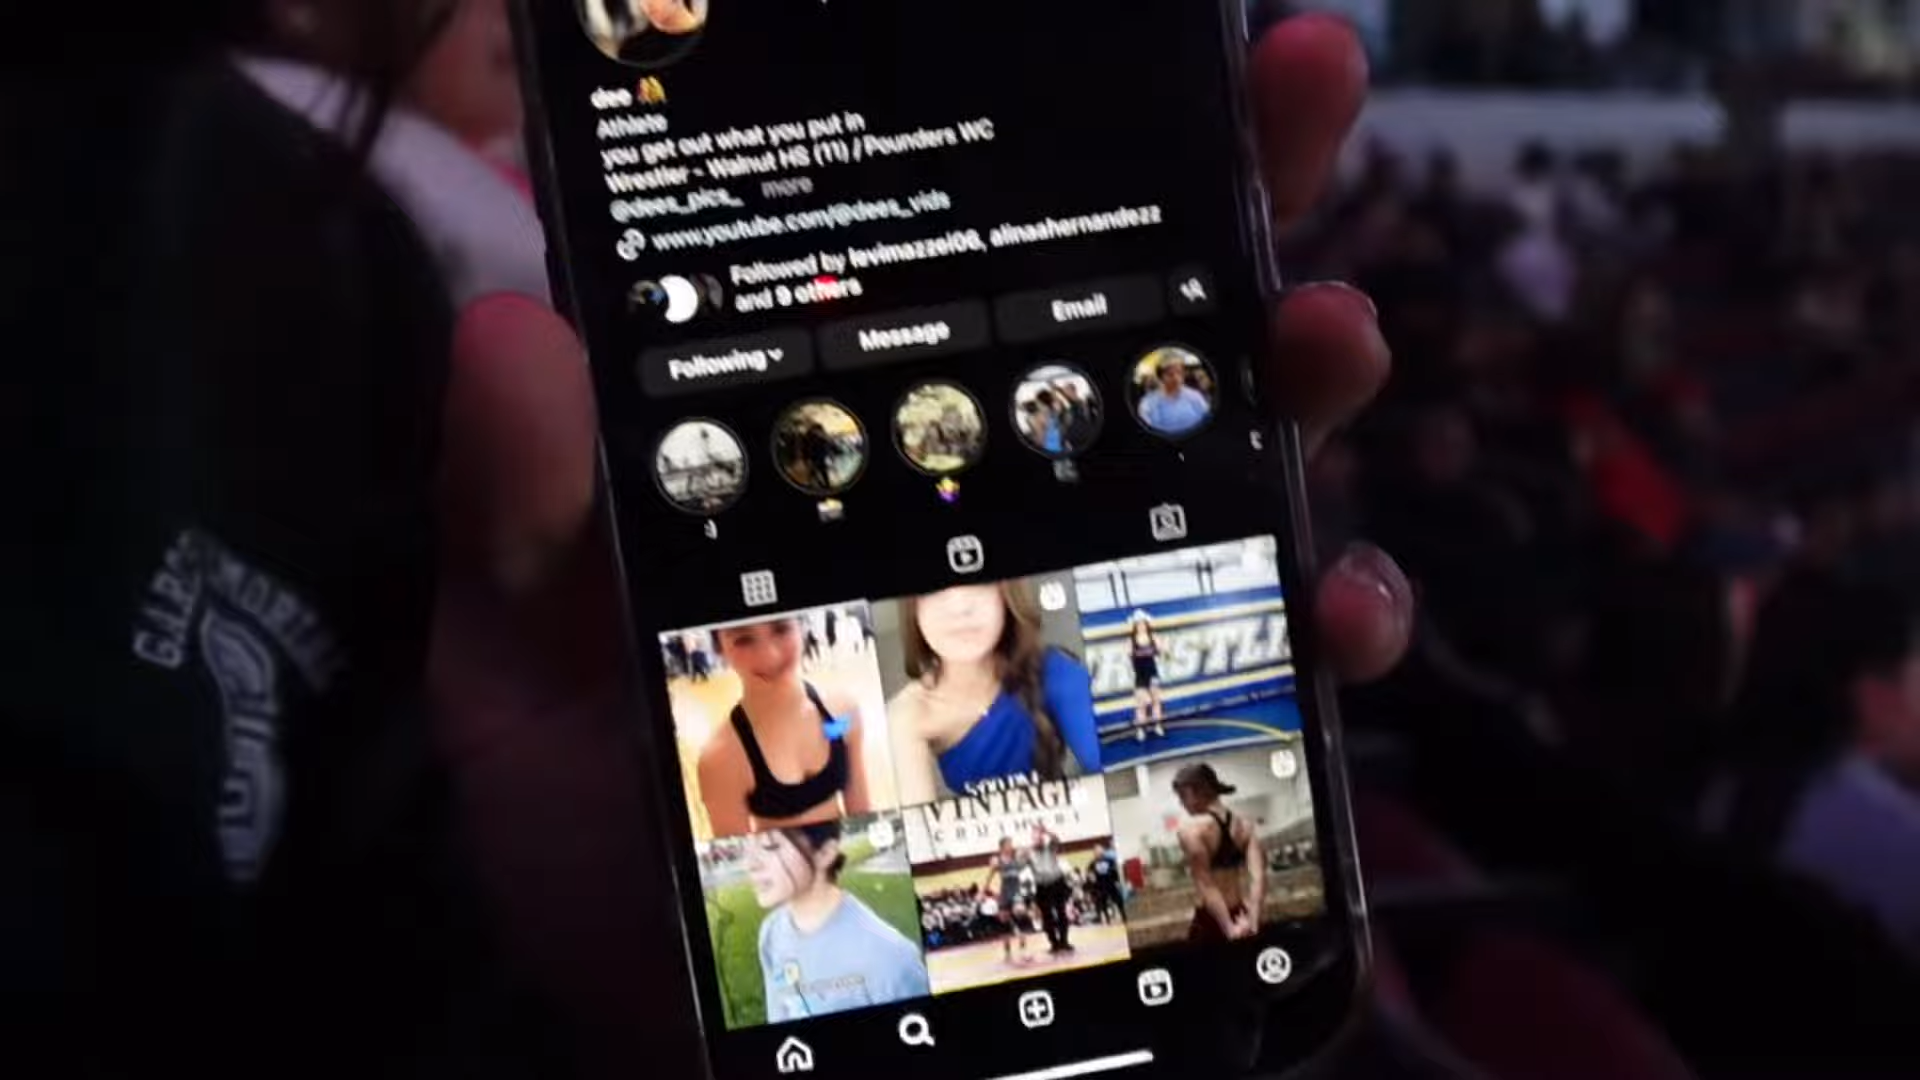 dee
Athlete
you get out what you put in
Wrestler - Walnut HS (11) / Pounders WC
@dees_pics_ more
www.youtube.com/@dees_vids
Followed by levimazzei06, alinaahernandezz
and 9 others
Following
Message
Email
VINTAGE